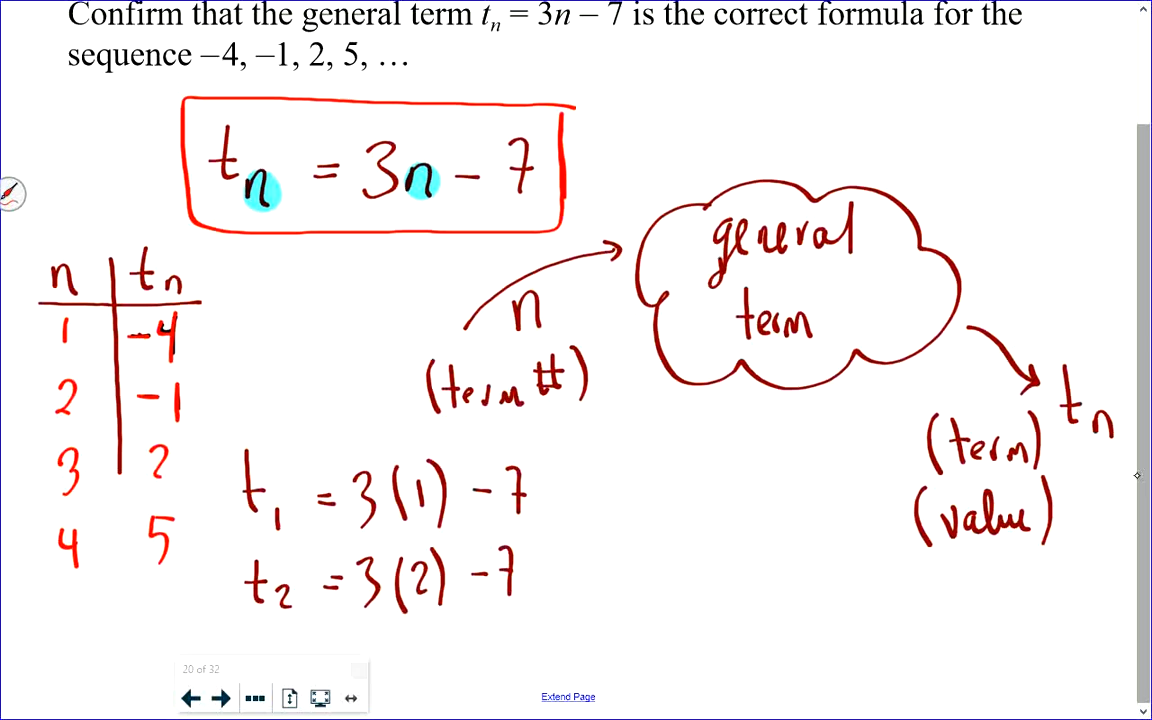 Confirm that the general term tₙ = 3n – 7 is the correct formula for the
sequence –4, –1, 2, 5, …
tₙ = 3n – 7
n tₙ
1 –4
2 –1
3 2
4 5
n
(term #)
general
term
tₙ
(term)
(value)
t₁ = 3(1) – 7
t₂ = 3(2) – 7
20 of 32
Extend Page